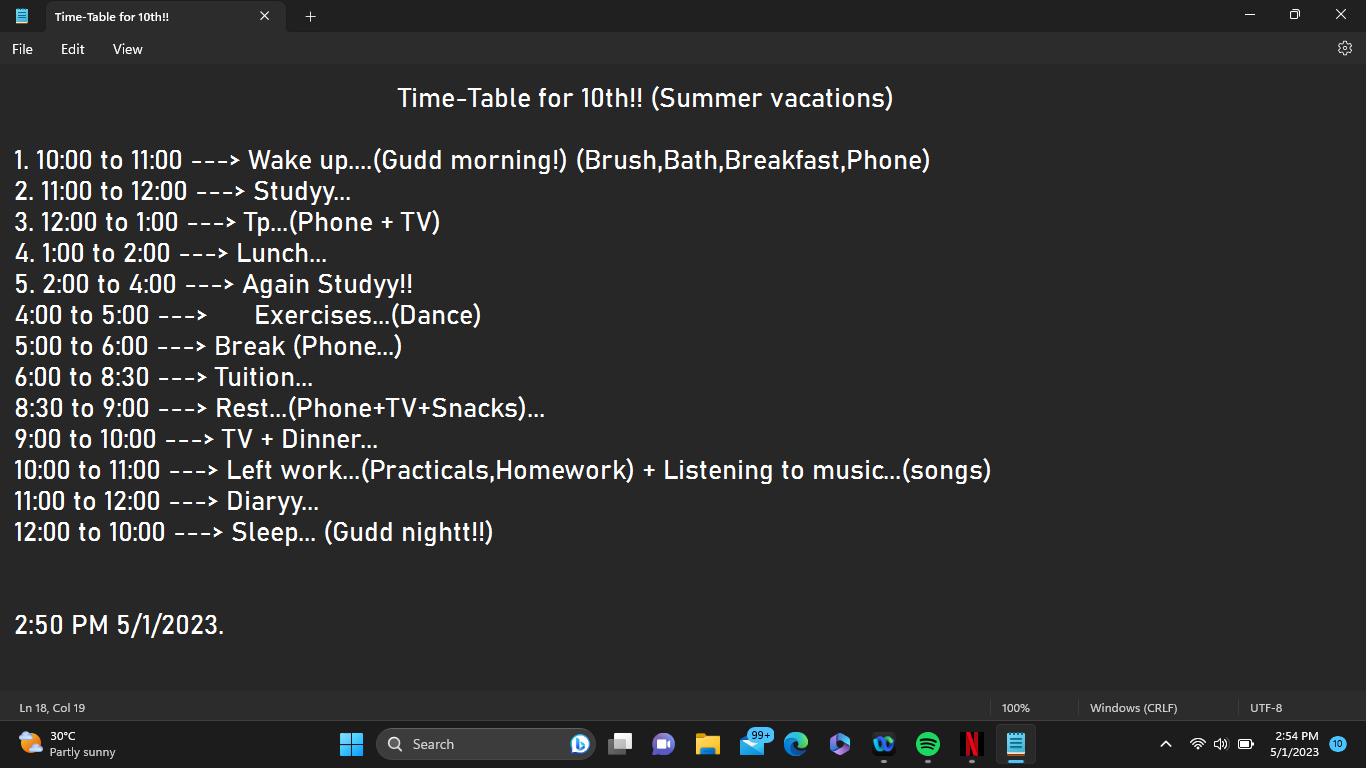 Time-Table for 10th!!
File Edit View
Time-Table for 10th!! (Summer vacations)
1. 10:00 to 11:00 ---> Wake up....(Gudd morning!) (Brush,Bath,Breakfast,Phone)
2. 11:00 to 12:00 ---> Studyy...
3. 12:00 to 1:00 ---> Tp...(Phone + TV)
4. 1:00 to 2:00 ---> Lunch...
5. 2:00 to 4:00 ---> Again Studyy!!
4:00 to 5:00 ---> Exercises...(Dance)
5:00 to 6:00 ---> Break (Phone...)
6:00 to 8:30 ---> Tuition...
8:30 to 9:00 ---> Rest...(Phone+TV+Snacks)...
9:00 to 10:00 ---> TV + Dinner...
10:00 to 11:00 ---> Left work...(Practicals,Homework) + Listening to music...(songs)
11:00 to 12:00 ---> Diaryy...
12:00 to 10:00 ---> Sleep... (Gudd nightt!!)
2:50 PM 5/1/2023.
Ln 18, Col 19 100% Windows (CRLF) UTF-8
30°C
Partly sunny
Search
99+
2:54 PM
5/1/2023
10